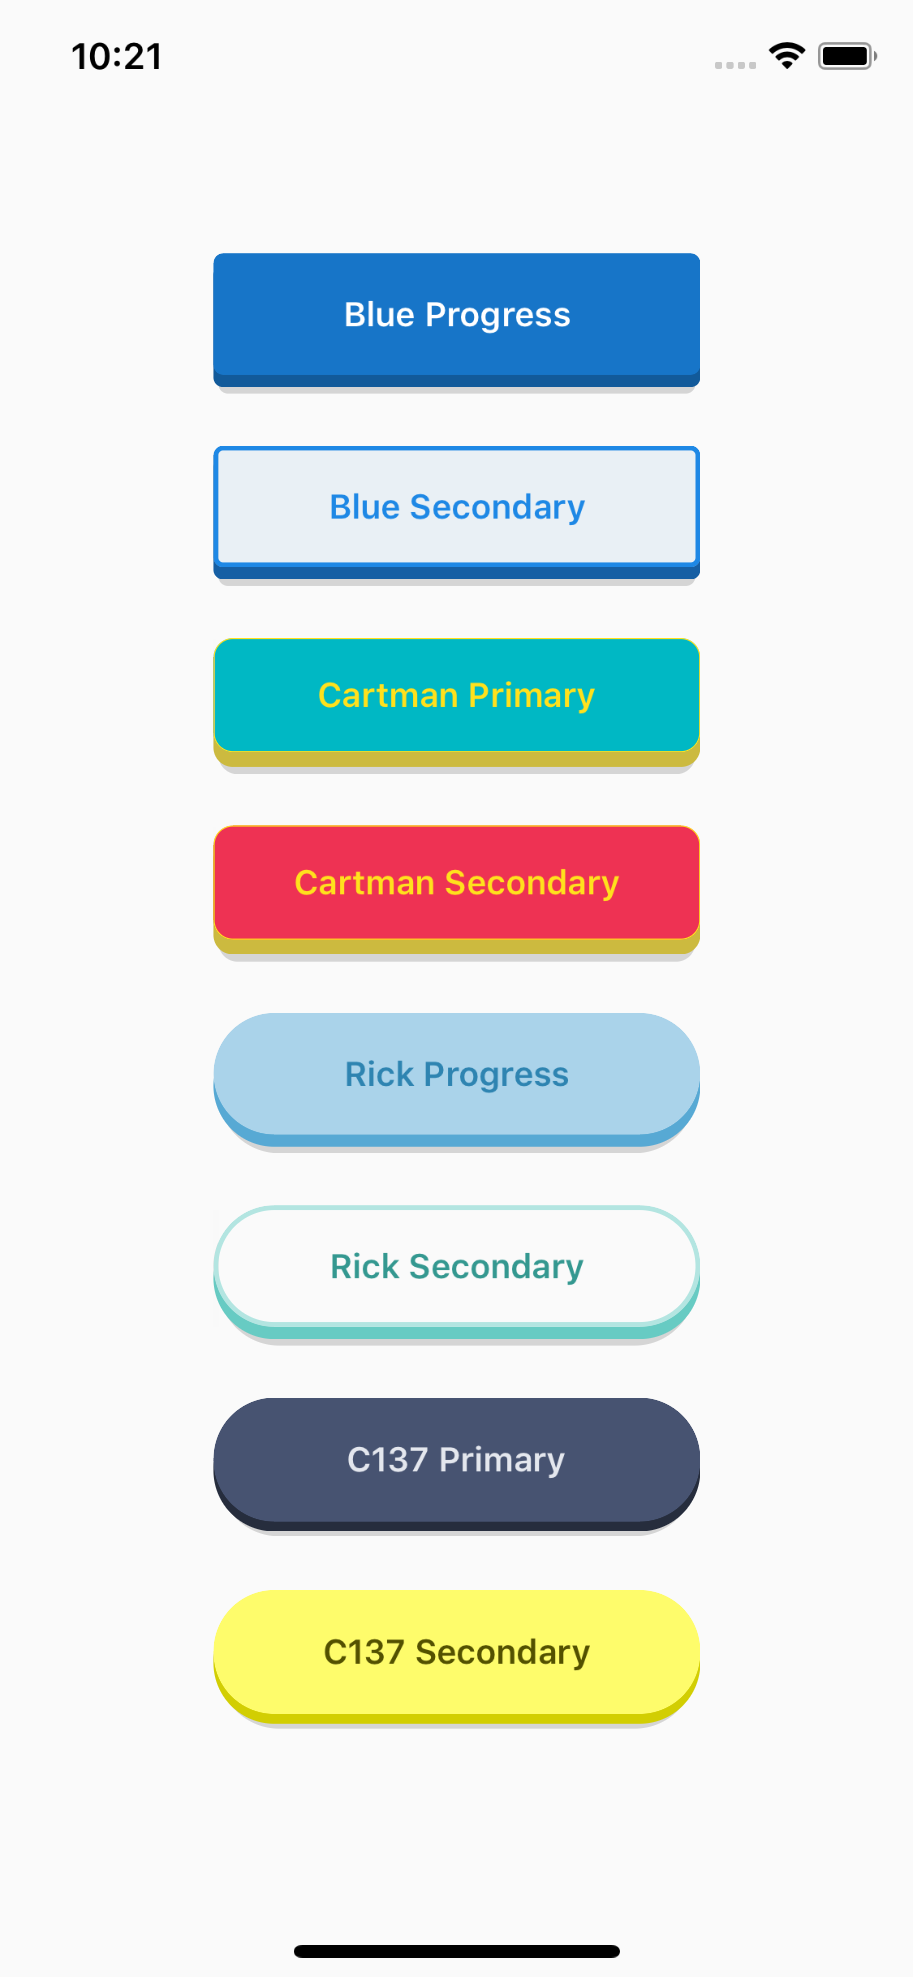 10:21
Blue Progress
Blue Secondary
Cartman Primary
Cartman Secondary
Rick Progress
Rick Secondary
C137 Primary
C137 Secondary